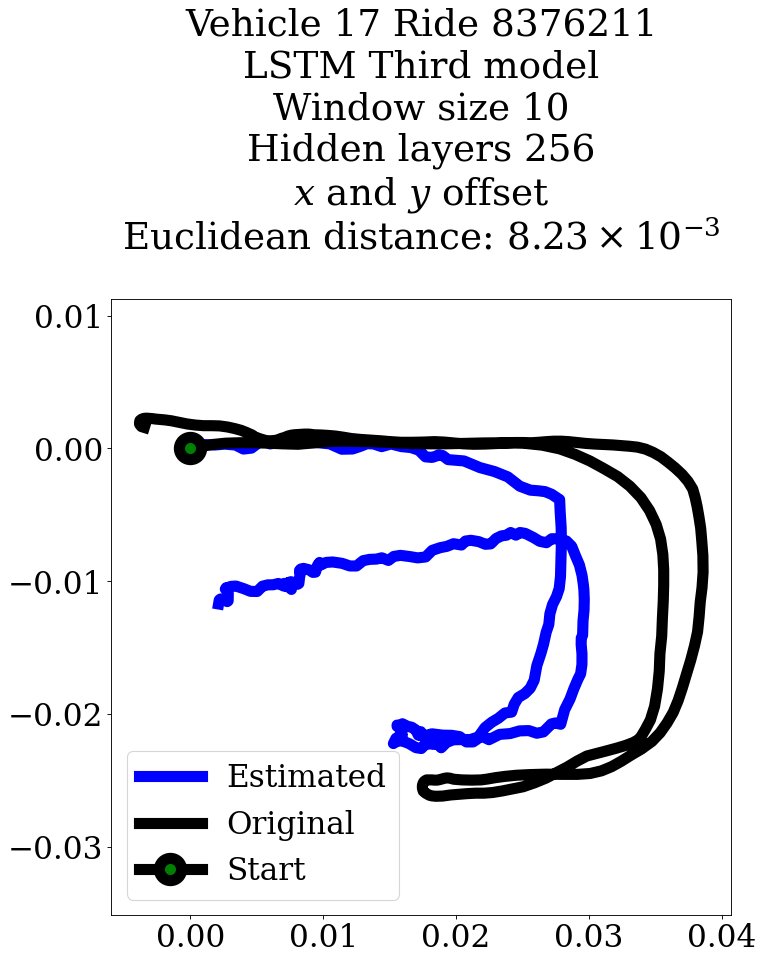 Vehicle 17 Ride 8376211
LSTM Third model
Window size 10
Hidden layers 256
x and y offset
Euclidean distance: 8.23 × 10⁻³
0.01
0.00
−0.01
−0.02
−0.03
Estimated
Original
Start
0.00 0.01 0.02 0.03 0.04